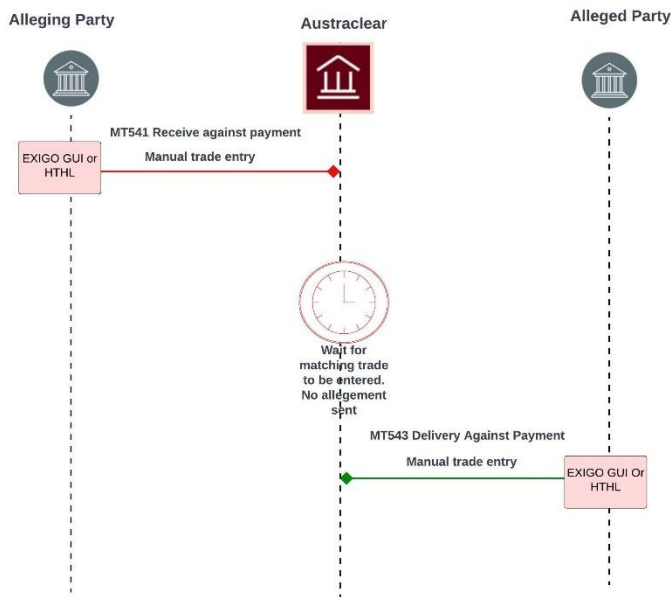 Alleging Party
Austraclear
Alleged Party
MT541 Receive against payment
EXIGO GUI or
HTHL
Manual trade entry
Wait for
matching trade
to be entered.
No allegement
sent
MT543 Delivery Against Payment
Manual trade entry
EXIGO GUI Or
HTHL